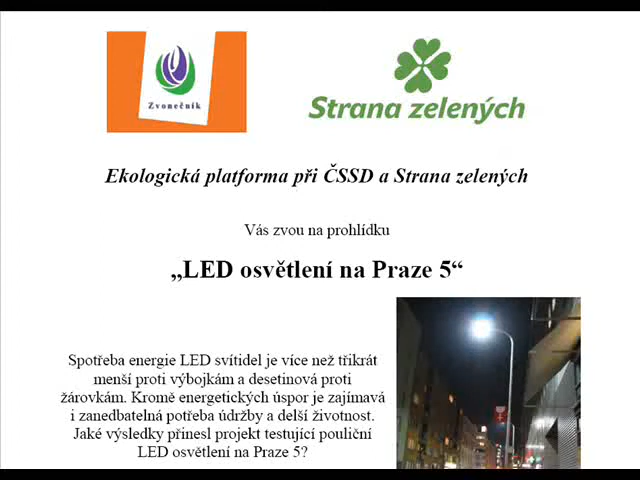 Zvonečník
Strana zelených
Ekologická platforma při ČSSD a Strana zelených
Vás zvou na prohlídku
„LED osvětlení na Praze 5“
Spotřeba energie LED svítidel je více než třikrát
menší proti výbojkám a desetinová proti
žárovkám. Kromě energetických úspor je zajímavá
i zanedbatelná potřeba údržby a delší životnost.
Jaké výsledky přinesl projekt testující pouliční
LED osvětlení na Praze 5?